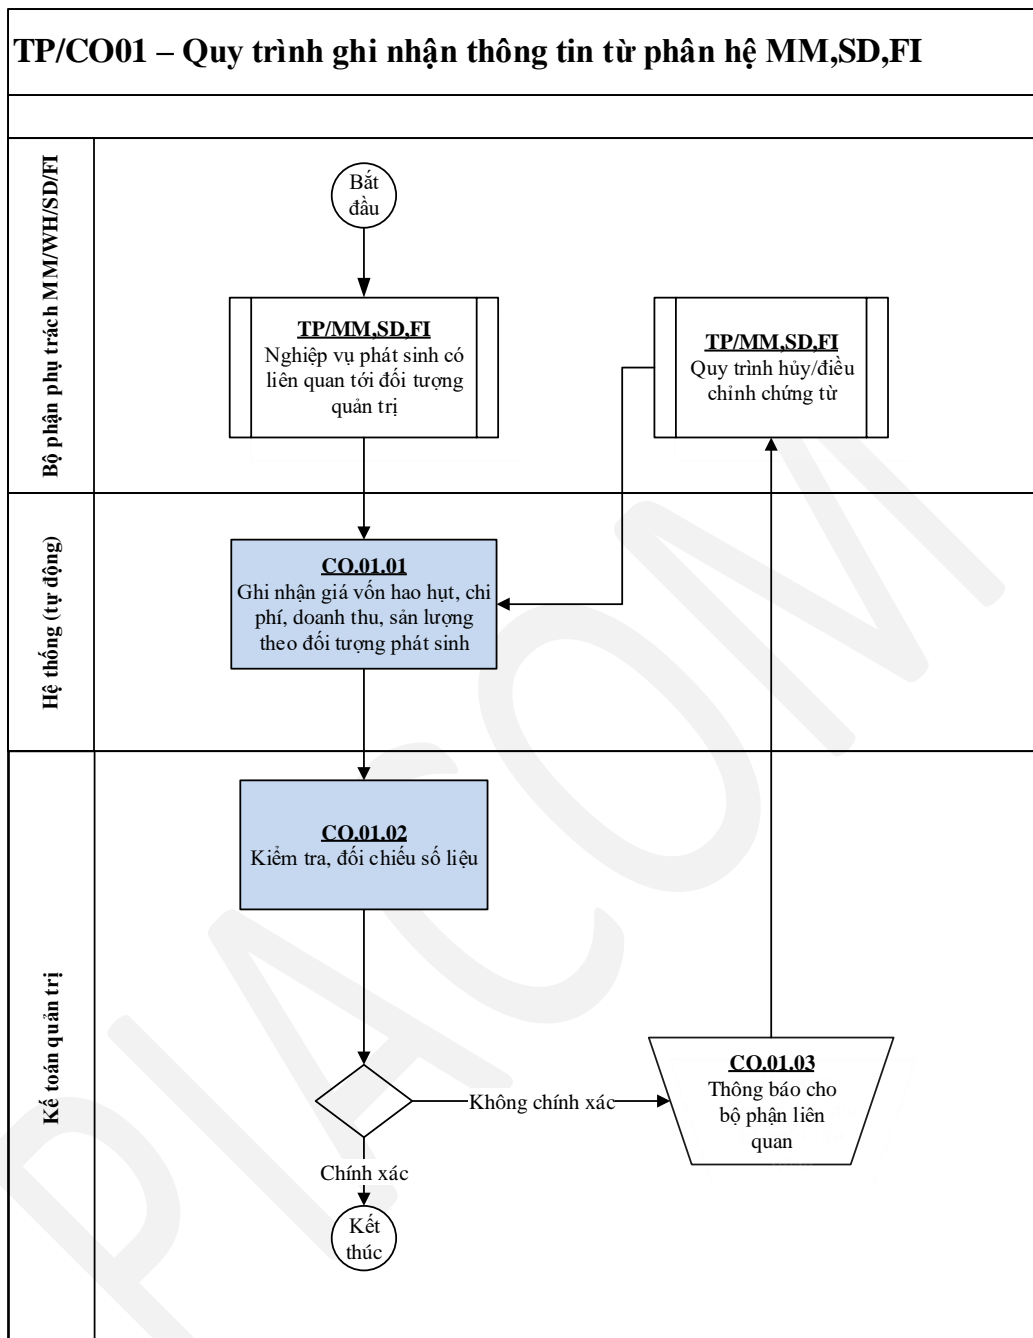 TP/CO01 – Quy trình ghi nhận thông tin từ phân hệ MM,SD,FI
Bộ phận phụ trách MM/WH/SD/FI
Bắt
đầu
TP/MM,SD,FI
Nghiệp vụ phát sinh có
liên quan tới đối tượng
quản trị
TP/MM,SD,FI
Quy trình hủy/điều
chỉnh chứng từ
Hệ thống (tự động)
CO.01.01
Ghi nhận giá vốn hao hụt, chi
phí, doanh thu, sản lượng
theo đối tượng phát sinh
Kế toán quản trị
CO.01.02
Kiểm tra, đối chiếu số liệu
Không chính xác
CO.01.03
Thông báo cho
bộ phận liên
quan
Chính xác
Kết
thúc
PIACOM